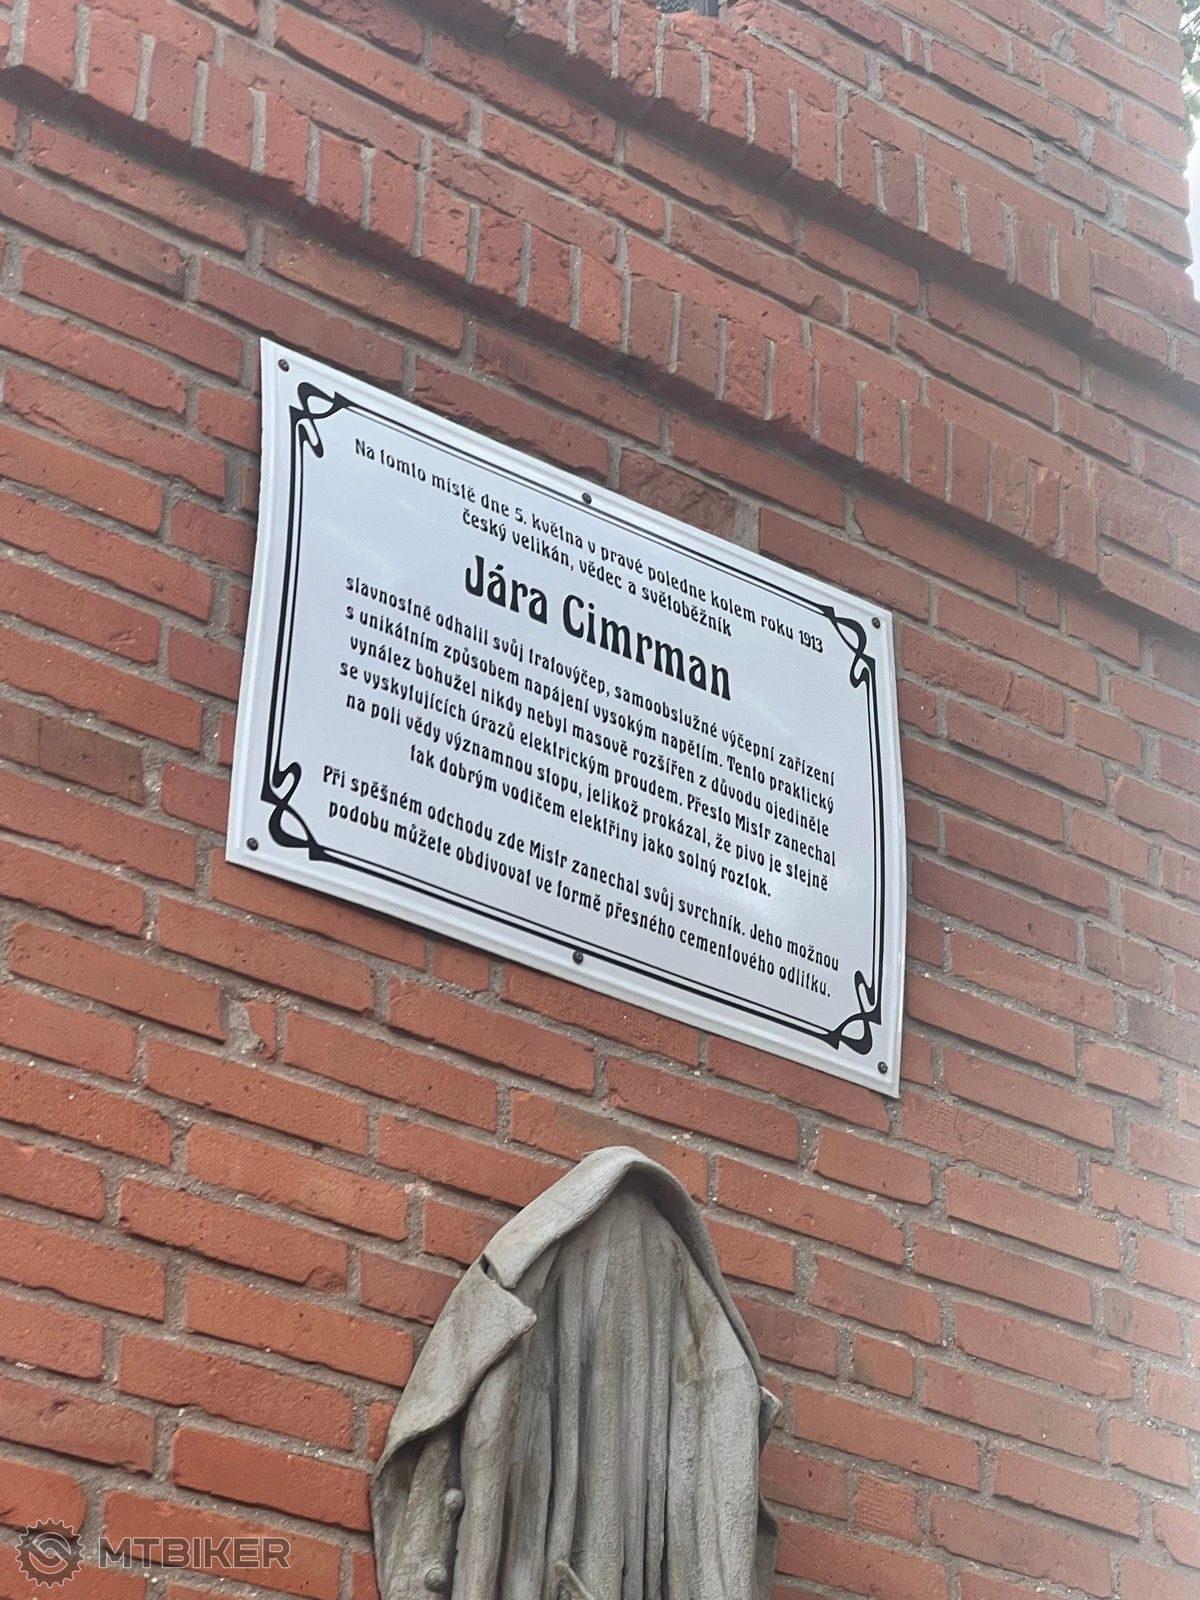 Na tomto místě dne 5. května v pravé poledne kolem roku 1913
český velikán, vědec a světoběžník
Jára Cimrman
slavnostně odhalil svůj trafovýčep, samoobslužné výčepní zařízení
s unikátním způsobem napájení vysokým napětím. Tento praktický
vynález bohužel nikdy nebyl masově rozšířen z důvodu ojediněle
se vyskytujících úrazů elektrickým proudem. Přesto Mistr zanechal
na poli vědy významnou stopu, jelikož prokázal, že pivo je stejně
tak dobrým vodičem elektřiny jako solný roztok.
Při spěšném odchodu zde Mistr zanechal svůj svrchník. Jeho možnou
podobu můžete obdivovat ve formě přesného cementového odlitku.
MTBIKER